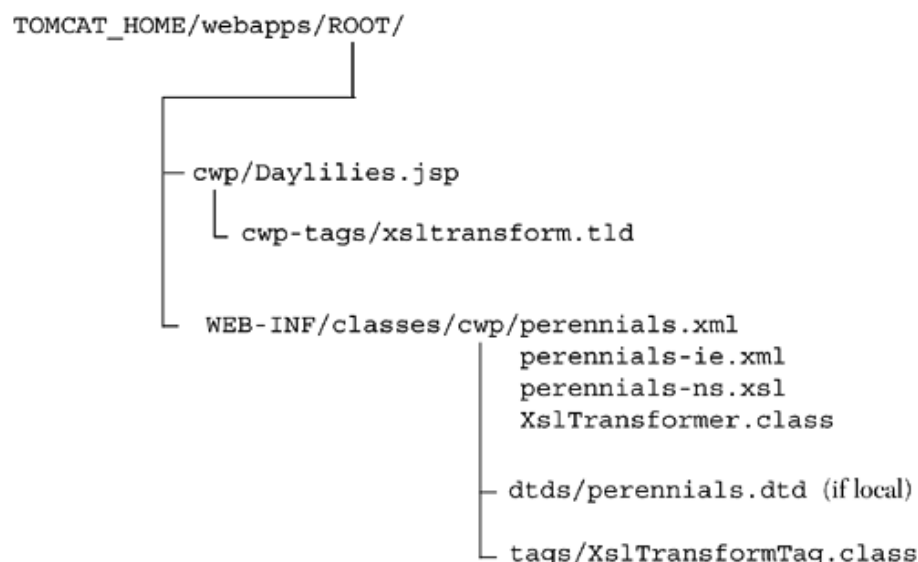 TOMCAT_HOME/webapps/ROOT/
cwp/Daylilies.jsp
cwp-tags/xsltransform.tld
WEB-INF/classes/cwp/perennials.xml
perennials-ie.xml
perennials-ns.xsl
XslTransformer.class
dtds/perennials.dtd (if local)
tags/XslTransformTag.class